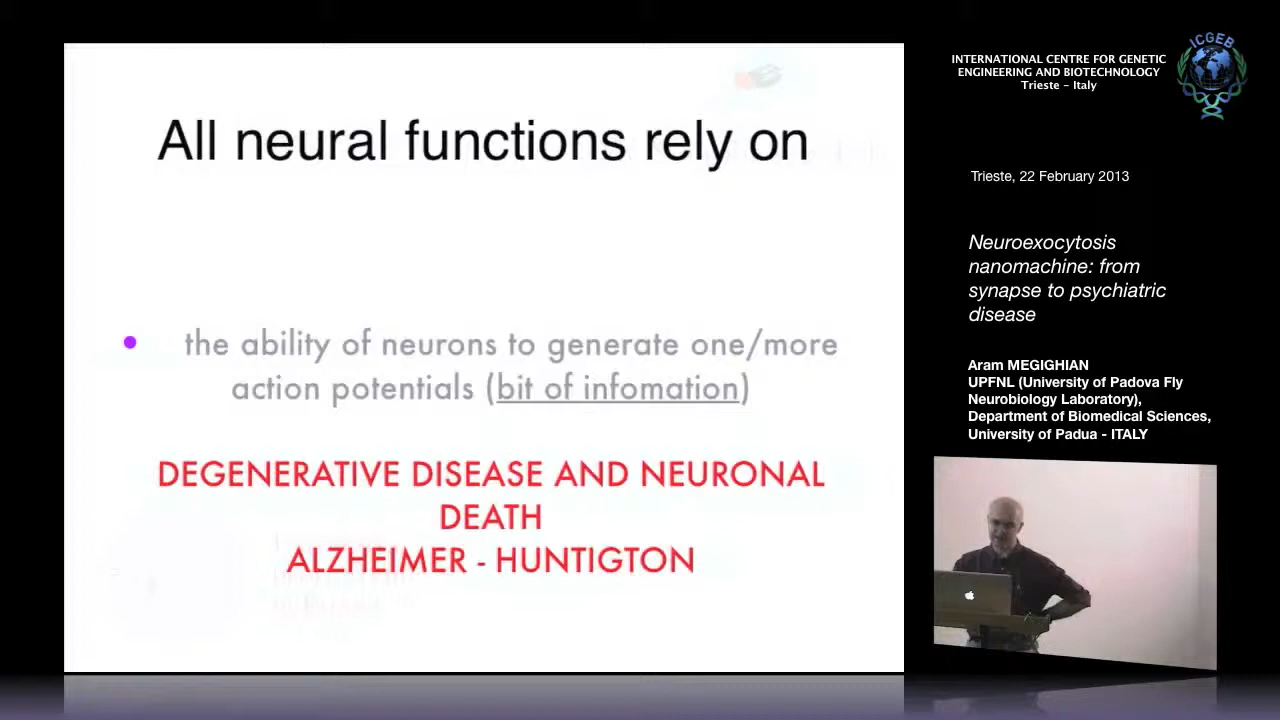 All neural functions rely on
• the ability of neurons to generate one/more
action potentials (bit of infomation)
DEGENERATIVE DISEASE AND NEURONAL
DEATH
ALZHEIMER - HUNTIGTON
INTERNATIONAL CENTRE FOR GENETIC
ENGINEERING AND BIOTECHNOLOGY
Trieste - Italy
ICGEB
Trieste, 22 February 2013
Neuroexocytosis
nanomachine: from
synapse to psychiatric
disease
Aram MEGIGHIAN
UPFNL (University of Padova Fly
Neurobiology Laboratory),
Department of Biomedical Sciences,
University of Padua - ITALY